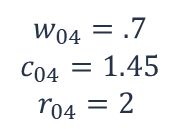 w₀₄ = .7
c₀₄ = 1.45
r₀₄ = 2